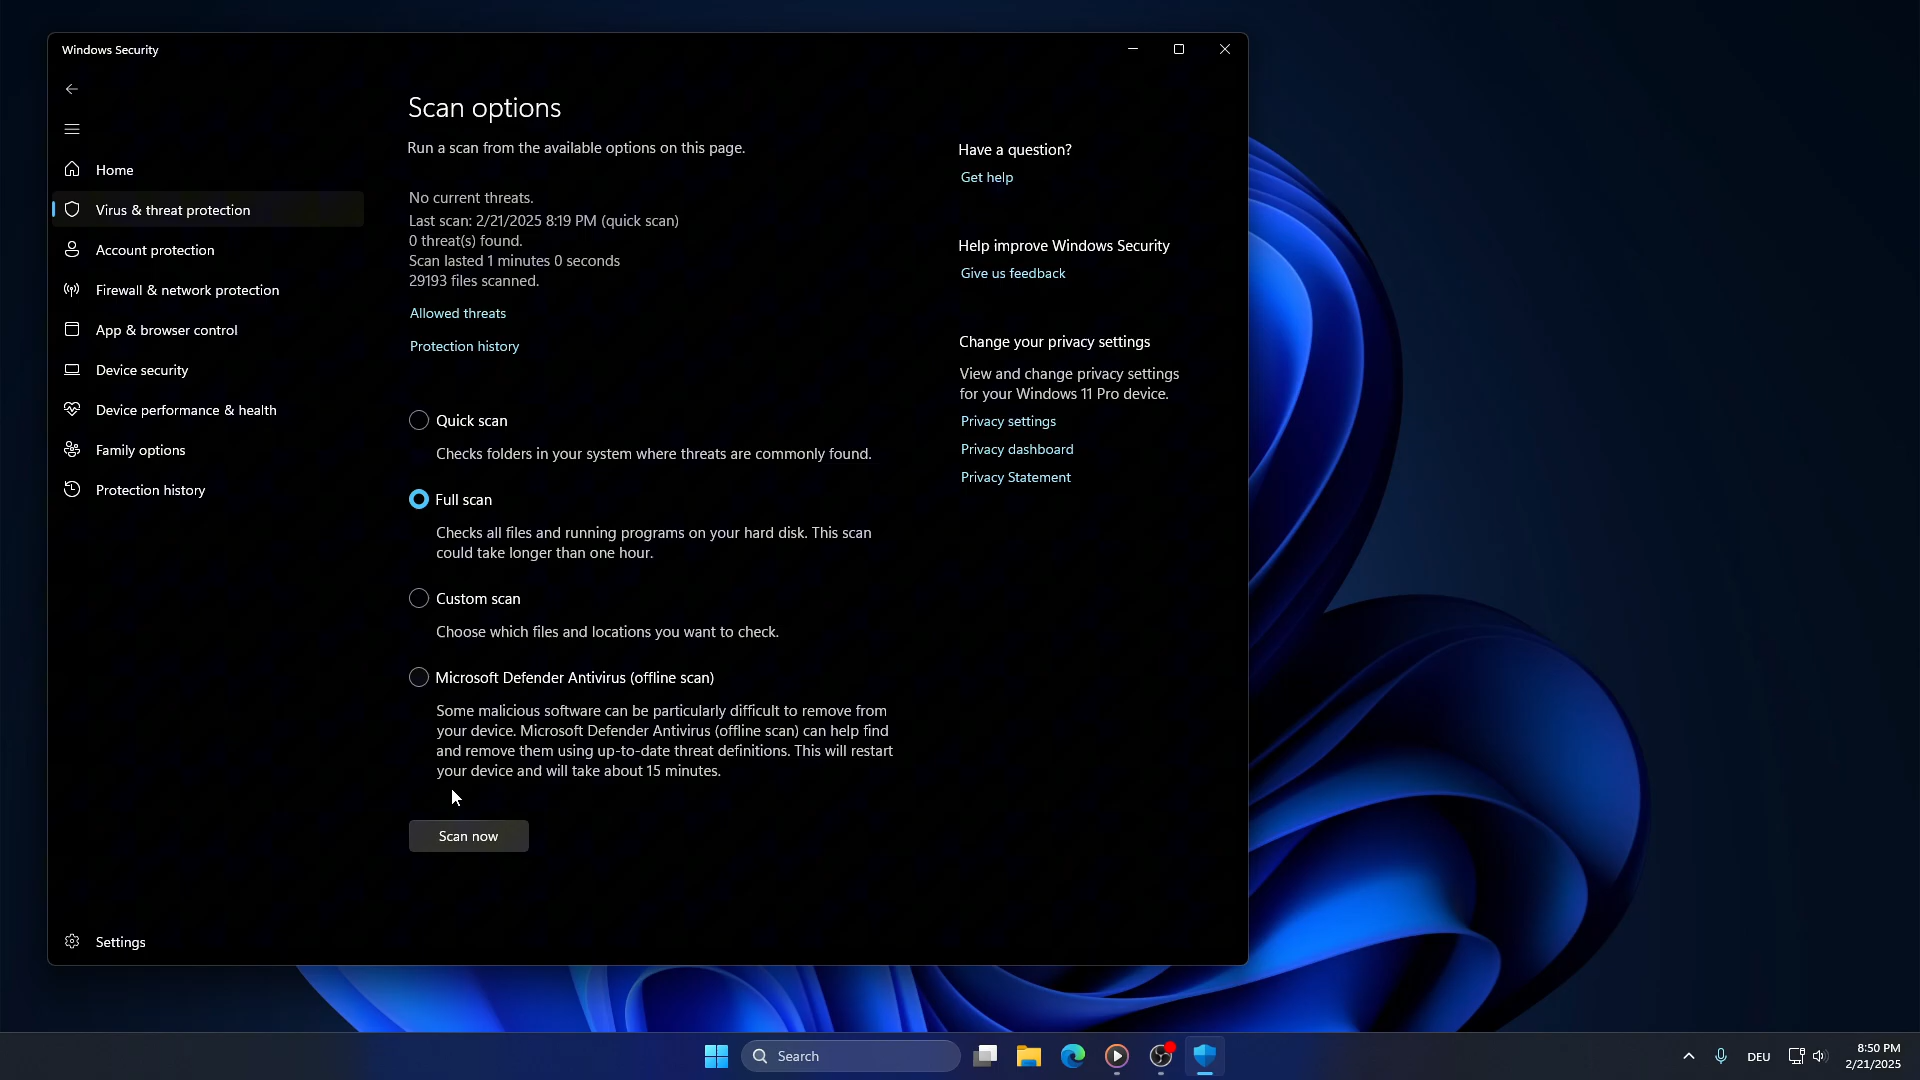 Windows Security
Home
Virus & threat protection
Account protection
Firewall & network protection
App & browser control
Device security
Device performance & health
Family options
Protection history
Settings
Scan options
Run a scan from the available options on this page.
No current threats.
Last scan: 2/21/2025 8:19 PM (quick scan)
0 threat(s) found.
Scan lasted 1 minutes 0 seconds
29193 files scanned.
Allowed threats
Protection history
Quick scan
Checks folders in your system where threats are commonly found.
Full scan
Checks all files and running programs on your hard disk. This scan
could take longer than one hour.
Custom scan
Choose which files and locations you want to check.
Microsoft Defender Antivirus (offline scan)
Some malicious software can be particularly difficult to remove from
your device. Microsoft Defender Antivirus (offline scan) can help find
and remove them using up-to-date threat definitions. This will restart
your device and will take about 15 minutes.
Scan now
Have a question?
Get help
Help improve Windows Security
Give us feedback
Change your privacy settings
View and change privacy settings
for your Windows 11 Pro device.
Privacy settings
Privacy dashboard
Privacy Statement
Search
DEU
8:50 PM
2/21/2025